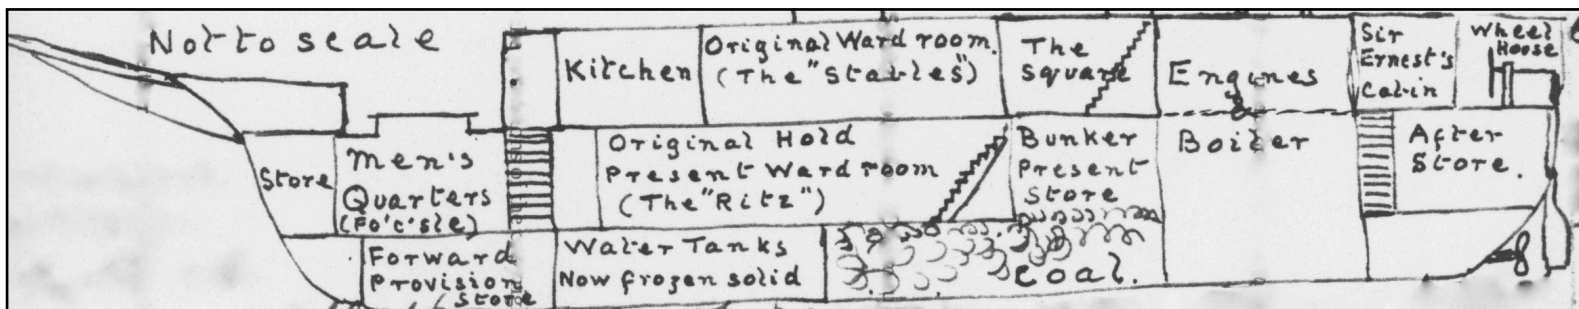 Not to scale
Kitchen
Original Ward room.
(The "Stables")
The
Square
Engines
Sir
Ernest's
Cabin
Wheel
House
Store
Men's
Quarters
(Fo'c'sle)
Original Hold
Present Ward room
(The "Ritz")
Bunker
Present
Store
Boiler
After
Store.
Forward
Provision
Store
Water Tanks
Now frozen solid
Coal.